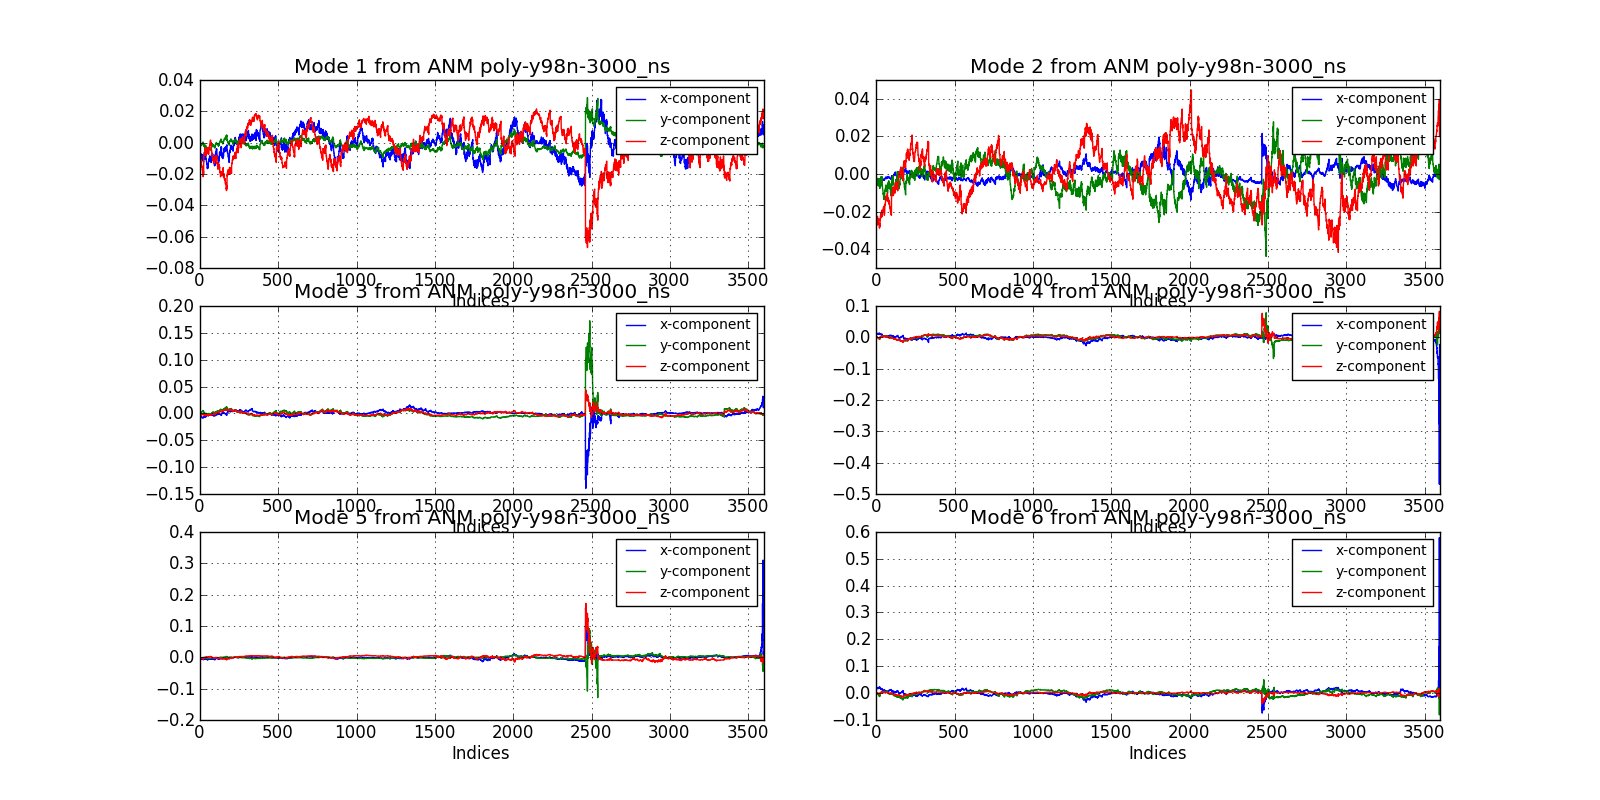 Mode 1 from ANM poly-y98n-3000_ns
0.04
0.02
0.00
−0.02
−0.04
−0.06
−0.08
0 500 1000 1500 2000 2500 3000 3500
Indices
x-component
y-component
z-component
Mode 2 from ANM poly-y98n-3000_ns
0.04
0.02
0.00
−0.02
−0.04
0 500 1000 1500 2000 2500 3000 3500
Indices
x-component
y-component
z-component
Mode 3 from ANM poly-y98n-3000_ns
0.20
0.15
0.10
0.05
0.00
−0.05
−0.10
−0.15
0 500 1000 1500 2000 2500 3000 3500
Indices
x-component
y-component
z-component
Mode 4 from ANM poly-y98n-3000_ns
0.1
0.0
−0.1
−0.2
−0.3
−0.4
−0.5
0 500 1000 1500 2000 2500 3000 3500
Indices
x-component
y-component
z-component
Mode 5 from ANM poly-y98n-3000_ns
0.4
0.3
0.2
0.1
0.0
−0.1
−0.2
0 500 1000 1500 2000 2500 3000 3500
Indices
x-component
y-component
z-component
Mode 6 from ANM poly-y98n-3000_ns
0.6
0.5
0.4
0.3
0.2
0.1
0.0
−0.1
0 500 1000 1500 2000 2500 3000 3500
Indices
x-component
y-component
z-component